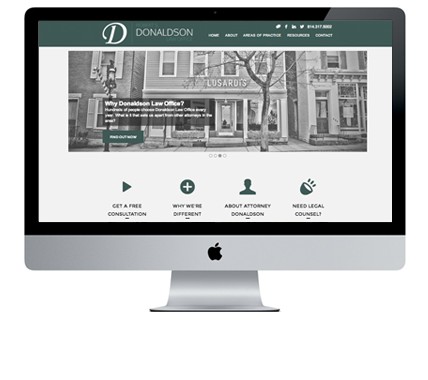 D DONALDSON
614.317.5302
HOME ABOUT AREAS OF PRACTICE RESOURCES CONTACT
LOSARDIS
Why Donaldson Law Office?
Hundreds of people choose Donaldson Law Office every
year. What is it that sets us apart from other attorneys in the
area?
FIND OUT NOW
GET A FREE
CONSULTATION
WHY WE'RE
DIFFERENT
ABOUT ATTORNEY
DONALDSON
NEED LEGAL
COUNSEL?